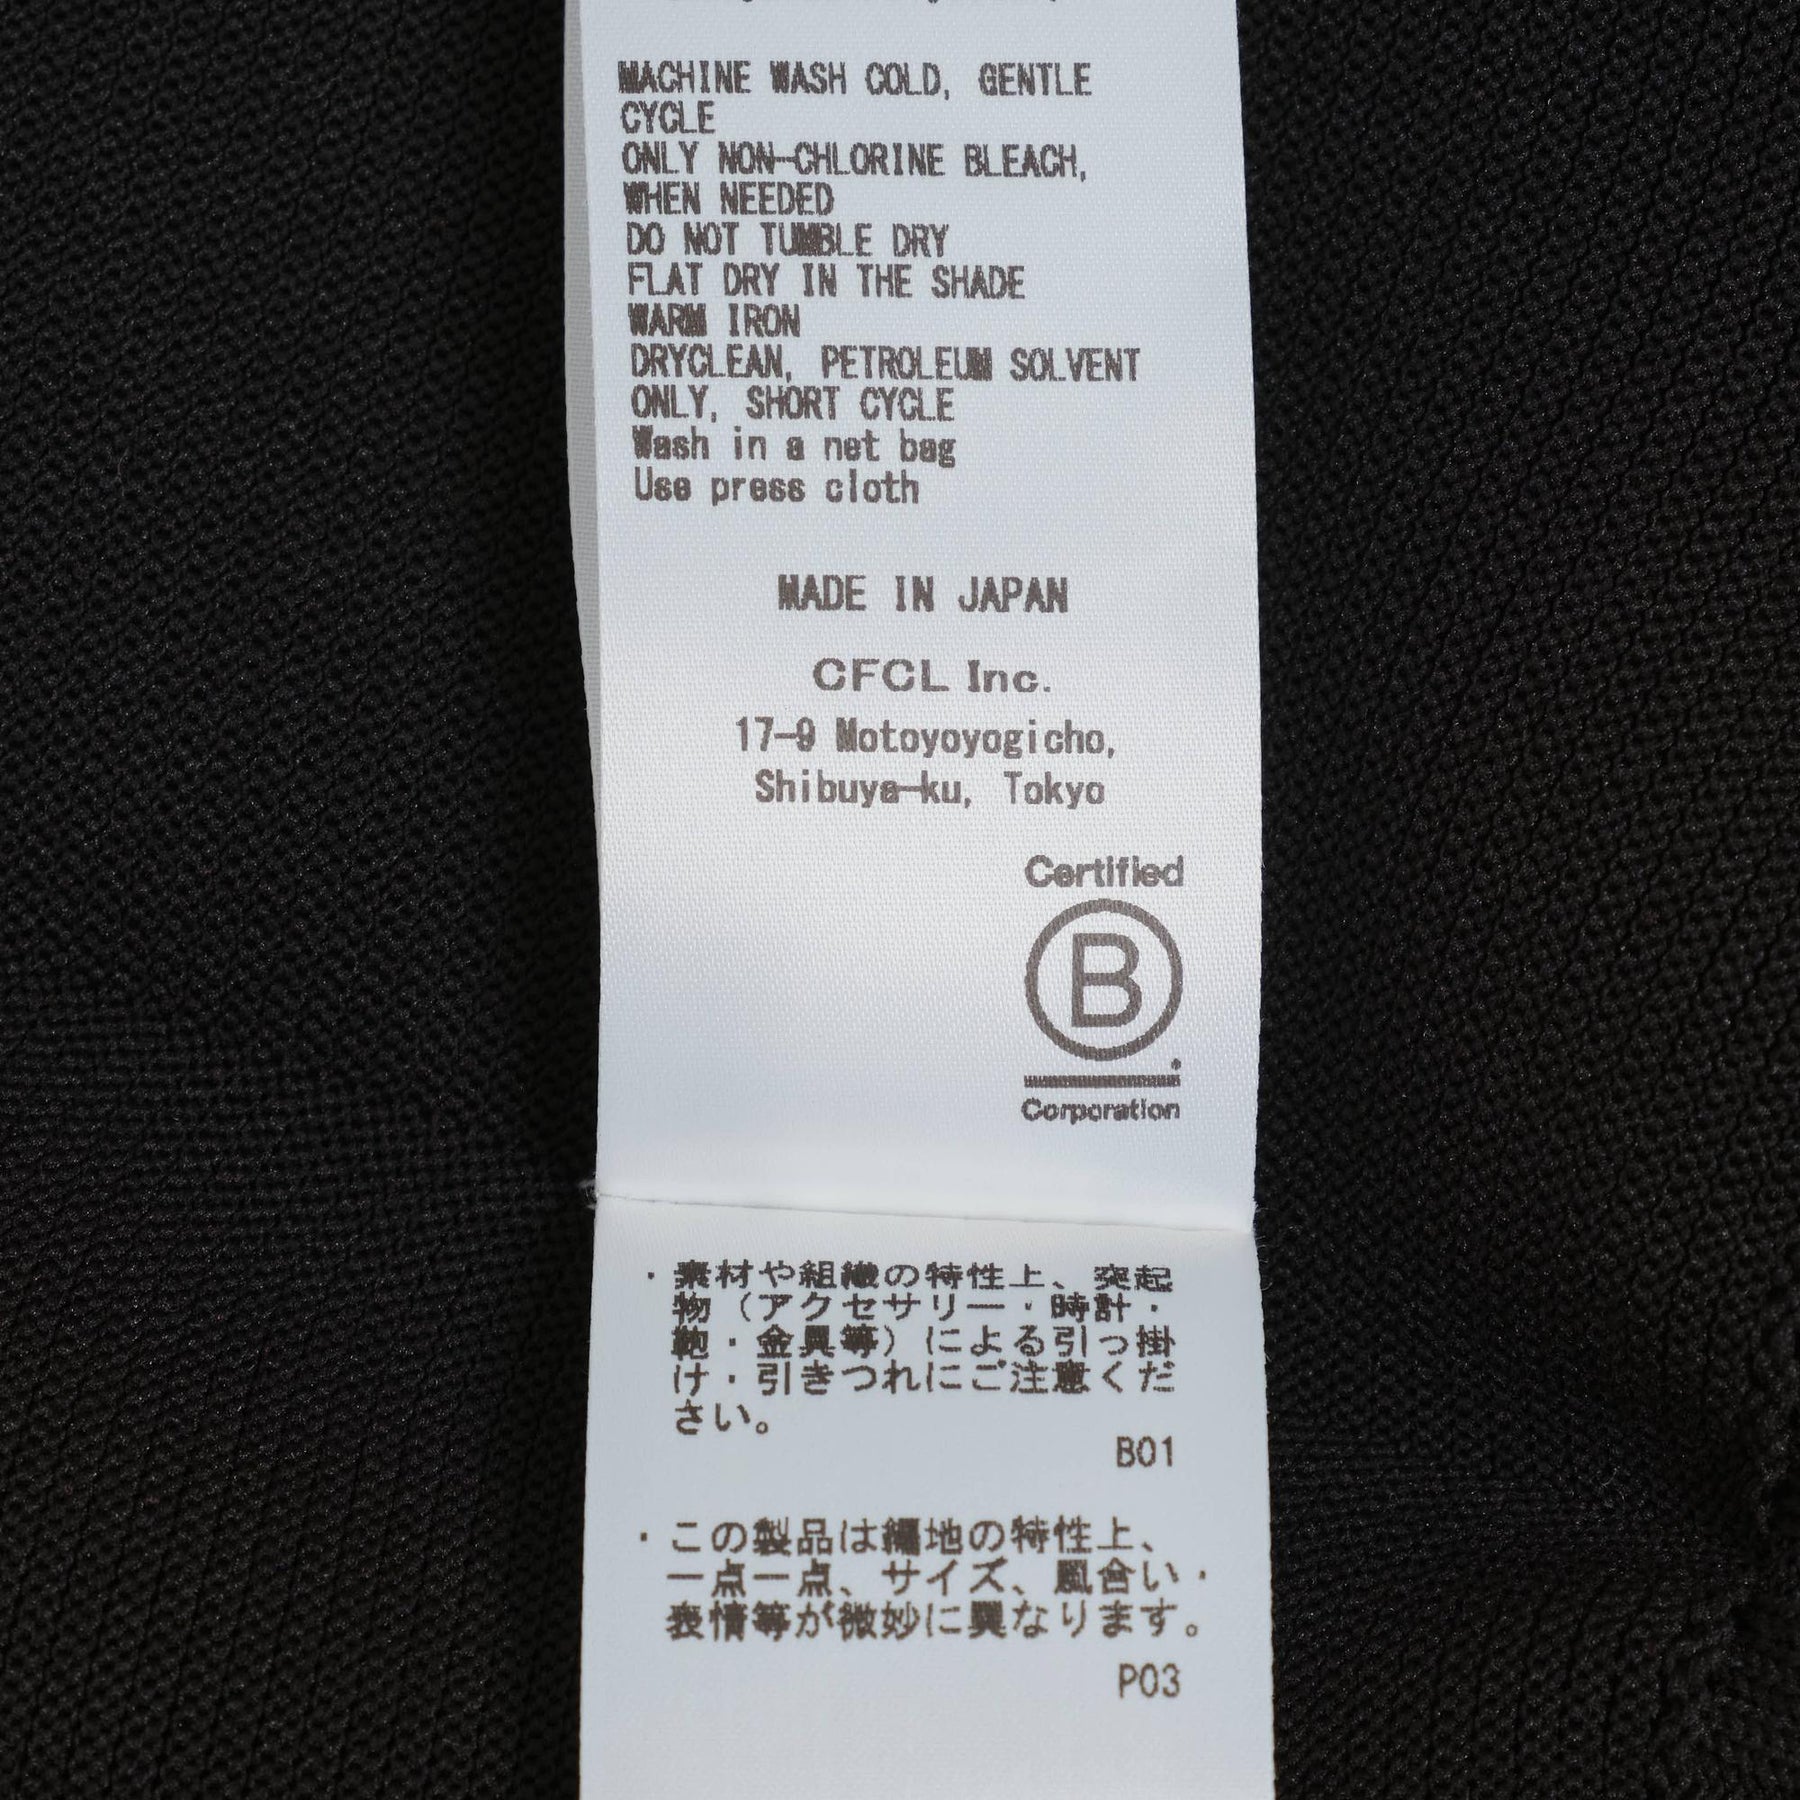 MACHINE WASH COLD, GENTLE
CYCLE
ONLY NON-CHLORINE BLEACH,
WHEN NEEDED
DO NOT TUMBLE DRY
FLAT DRY IN THE SHADE
WARM IRON
DRYCLEAN, PETROLEUM SOLVENT
ONLY, SHORT CYCLE
Wash in a net bag
Use press cloth
MADE IN JAPAN
CFCL Inc.
17-9 Motoyoyogicho,
Shibuya-ku, Tokyo
Certified
B
Corporation
・素材や組織の特性上、突起
物（アクセサリー・時計・
鞄・金具等）による引っ掛
け・引きつれにご注意くだ
さい。
B01
・この製品は編地の特性上、
一点一点、サイズ、風合い・
表情等が微妙に異なります。
P03